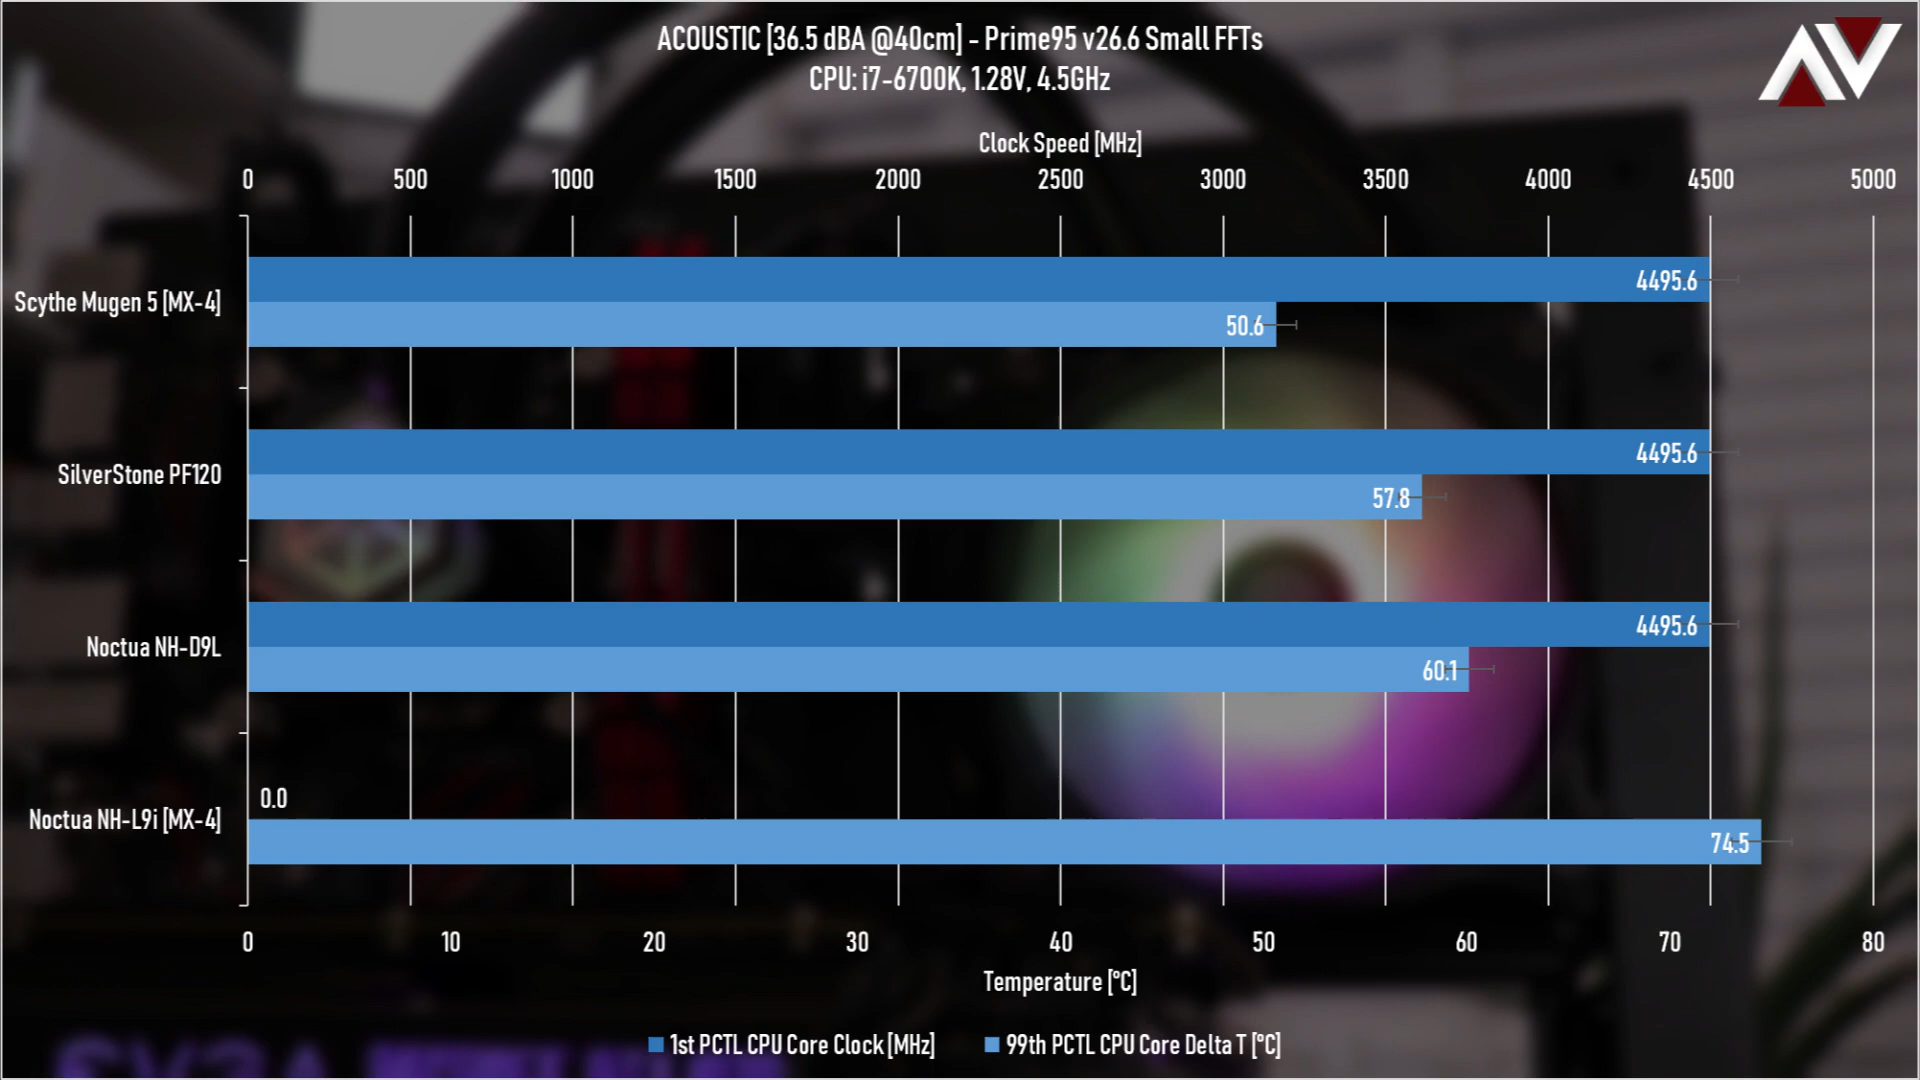 ACOUSTIC [36.5 dBA @40cm] - Prime95 v26.6 Small FFTs
CPU: i7-6700K, 1.28V, 4.5GHz
Clock Speed [MHz]
0 500 1000 1500 2000 2500 3000 3500 4000 4500 5000
4495.6
Scythe Mugen 5 [MX-4]
50.6
4495.6
SilverStone PF120
57.8
4495.6
Noctua NH-D9L
60.1
0.0
Noctua NH-L9i [MX-4]
74.5
0 10 20 30 40 50 60 70 80
Temperature [°C]
1st PCTL CPU Core Clock [MHz] 99th PCTL CPU Core Delta T [°C]